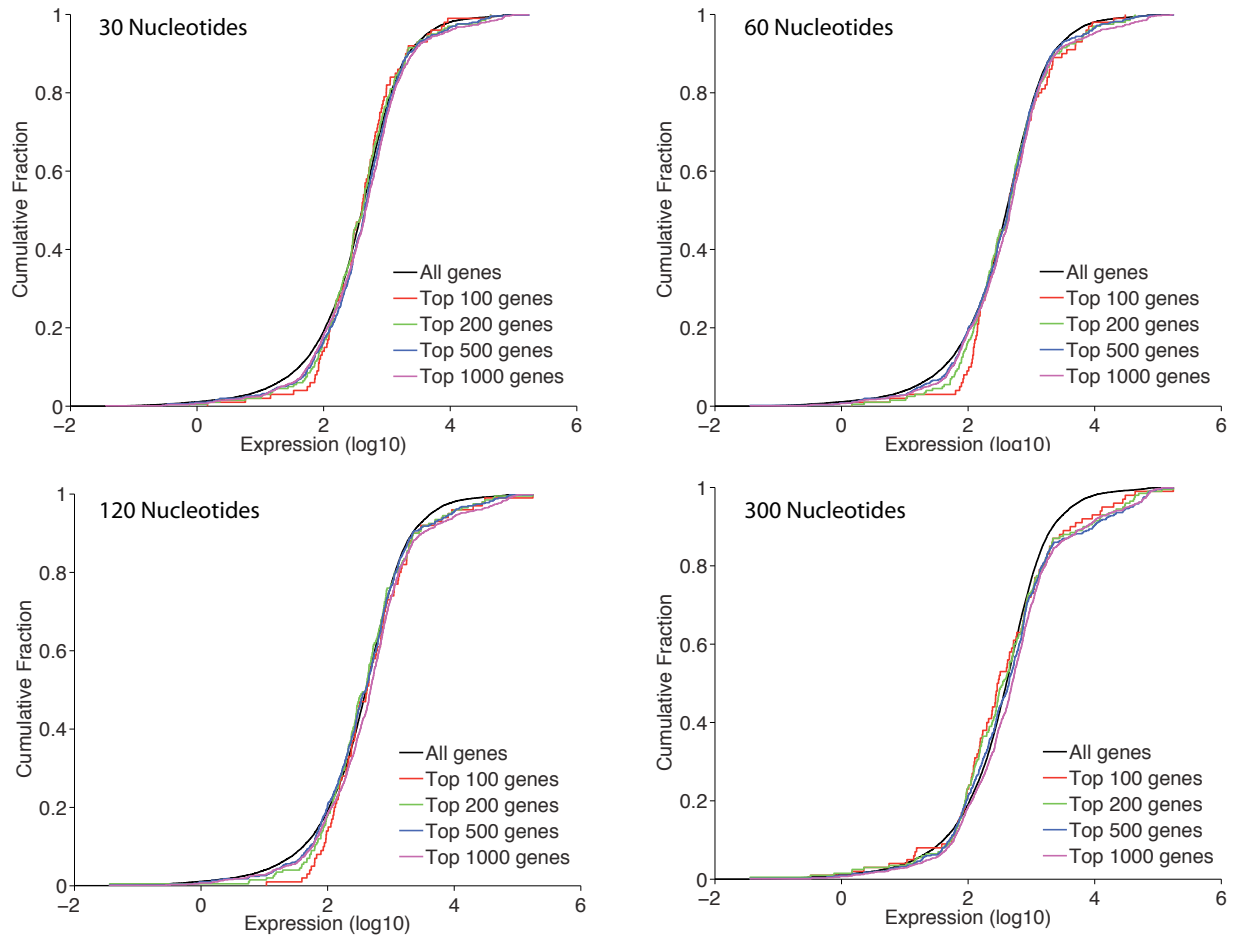 30 Nucleotides
1
0.8
0.6
0.4
0.2
0
Cumulative Fraction
All genes
Top 100 genes
Top 200 genes
Top 500 genes
Top 1000 genes
−2
0
2
4
6
Expression (log10)
60 Nucleotides
1
0.8
0.6
0.4
0.2
0
Cumulative Fraction
All genes
Top 100 genes
Top 200 genes
Top 500 genes
Top 1000 genes
−2
0
2
4
6
Expression (log10)
120 Nucleotides
1
0.8
0.6
0.4
0.2
0
Cumulative Fraction
All genes
Top 100 genes
Top 200 genes
Top 500 genes
Top 1000 genes
−2
0
2
4
6
Expression (log10)
300 Nucleotides
1
0.8
0.6
0.4
0.2
0
Cumulative Fraction
All genes
Top 100 genes
Top 200 genes
Top 500 genes
Top 1000 genes
−2
0
2
4
6
Expression (log10)